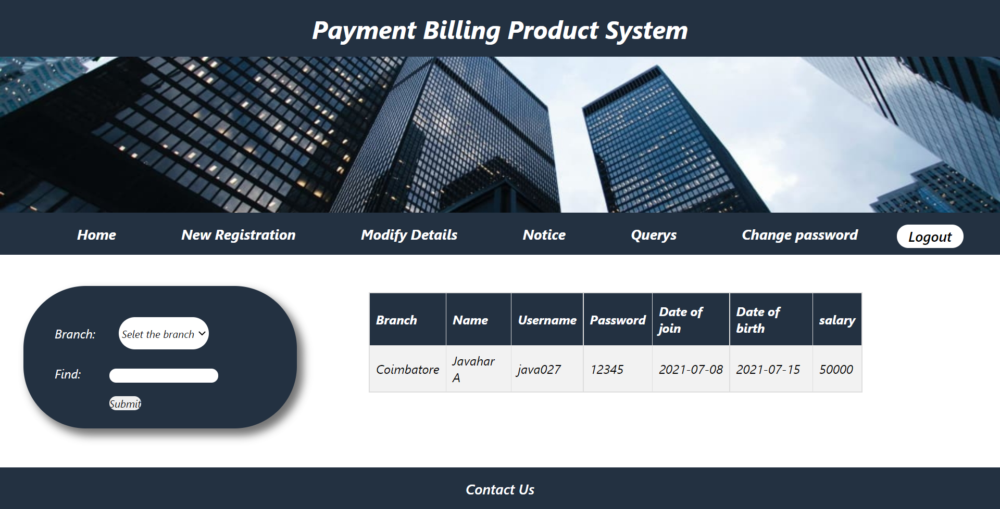 Payment Billing Product System
Home New Registration Modify Details Notice Querys Change password Logout
Branch: Selet the branch
Find:
Submit
Branch Name Username Password Date of join Date of birth salary
Coimbatore Javahar A java027 12345 2021-07-08 2021-07-15 50000
Contact Us